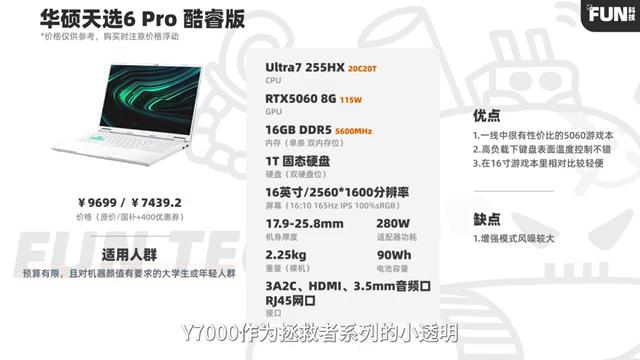 华硕天选6 Pro 酷睿版
*价格仅供参考，购买时注意价格浮动
FUN科技
¥9699 / ¥7439.2
价格（原价/国补+400优惠券）
适用人群
预算有限，且对机器颜值有要求的大学生或年轻人群
Ultra7 255HX 20C20T
CPU
RTX5060 8G 115W
GPU
16GB DDR5 5600MHz
内存（单条 双内存位）
1T 固态硬盘
硬盘（双硬盘位）
16英寸/2560*1600分辨率
屏幕（16:10 165Hz IPS 100%sRGB）
17.9-25.8mm 280W
机身厚度 适配器功耗
2.25kg 90Wh
重量（裸机） 电池容量
3A2C、HDMI、3.5mm音频口
RJ45网口
接口
优点
1.一线中很有性价比的5060游戏本
2.高负载下键盘表面温度控制不错
3.在16寸游戏本里相对比较轻便
缺点
1.增强模式风噪较大
FUN TE
Y7000作为拯救者系列的小透明